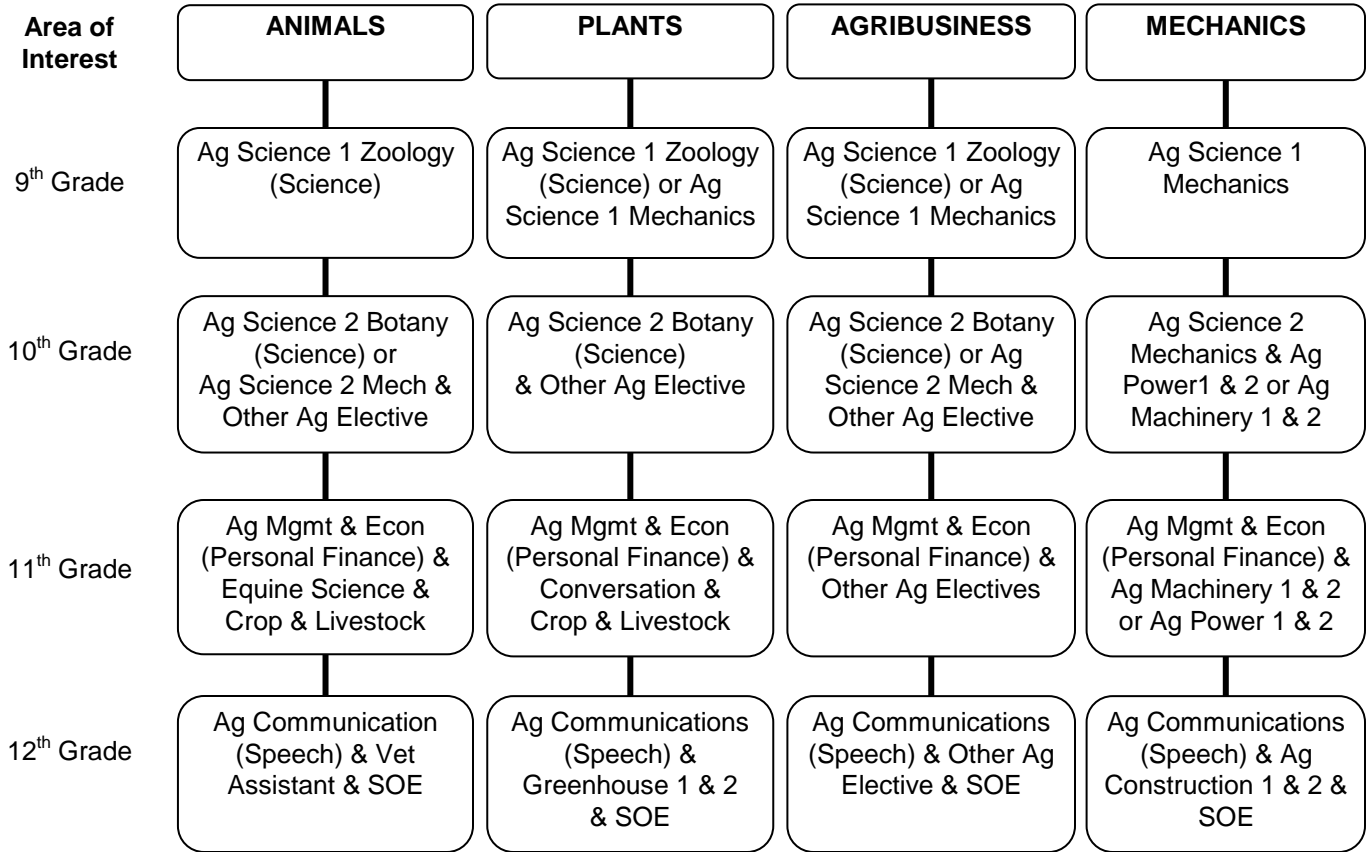 Area of
Interest
ANIMALS
PLANTS
AGRIBUSINESS
MECHANICS
9th Grade
Ag Science 1 Zoology
(Science)
Ag Science 1 Zoology
(Science) or Ag
Science 1 Mechanics
Ag Science 1 Zoology
(Science) or Ag
Science 1 Mechanics
Ag Science 1
Mechanics
10th Grade
Ag Science 2 Botany
(Science) or
Ag Science 2 Mech &
Other Ag Elective
Ag Science 2 Botany
(Science)
& Other Ag Elective
Ag Science 2 Botany
(Science) or Ag
Science 2 Mech &
Other Ag Elective
Ag Science 2
Mechanics & Ag
Power1 & 2 or Ag
Machinery 1 & 2
11th Grade
Ag Mgmt & Econ
(Personal Finance) &
Equine Science &
Crop & Livestock
Ag Mgmt & Econ
(Personal Finance) &
Conversation &
Crop & Livestock
Ag Mgmt & Econ
(Personal Finance) &
Other Ag Electives
Ag Mgmt & Econ
(Personal Finance) &
Ag Machinery 1 & 2
or Ag Power 1 & 2
12th Grade
Ag Communication
(Speech) & Vet
Assistant & SOE
Ag Communications
(Speech) &
Greenhouse 1 & 2
& SOE
Ag Communications
(Speech) & Other Ag
Elective & SOE
Ag Communications
(Speech) & Ag
Construction 1 & 2 &
SOE